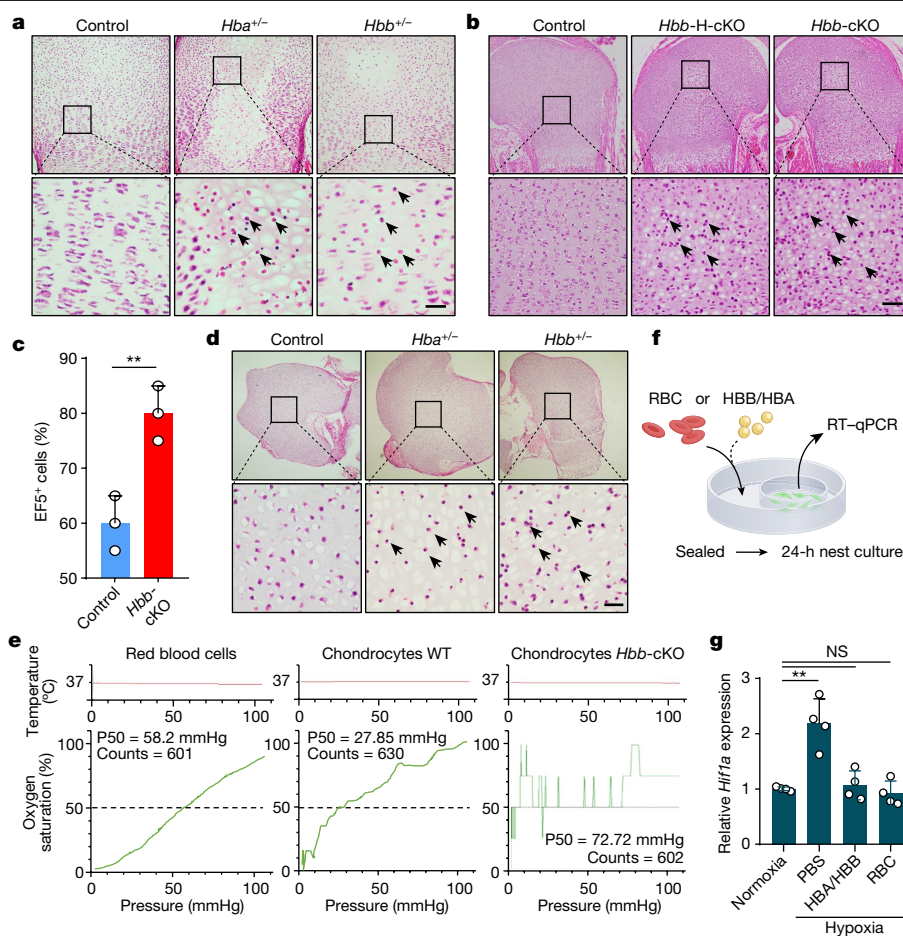 a
Control
Hba+/−
Hbb+/−
b
Control
Hbb-H-cKO
Hbb-cKO
c
90
80
70
60
50
EF5+ cells (%)
**
Control
Hbb-
cKO
d
Control
Hba+/−
Hbb+/−
f
RBC or HBB/HBA
RT–qPCR
Sealed → 24-h nest culture
e
Red blood cells
Chondrocytes WT
Chondrocytes Hbb-cKO
Temperature
(°C)
37
37
37
0 50 100
0 50 100
0 50 100
Oxygen
saturation (%)
100
50
0
P50 = 58.2 mmHg
Counts = 601
0 50 100
Pressure (mmHg)
100
50
0
P50 = 27.85 mmHg
Counts = 630
0 50 100
Pressure (mmHg)
100
50
0
P50 = 72.72 mmHg
Counts = 602
0 50 100
Pressure (mmHg)
g
NS
**
Relative Hif1a expression
3
2
1
0
Normoxia
PBS
HBA/HBB
RBC
Hypoxia